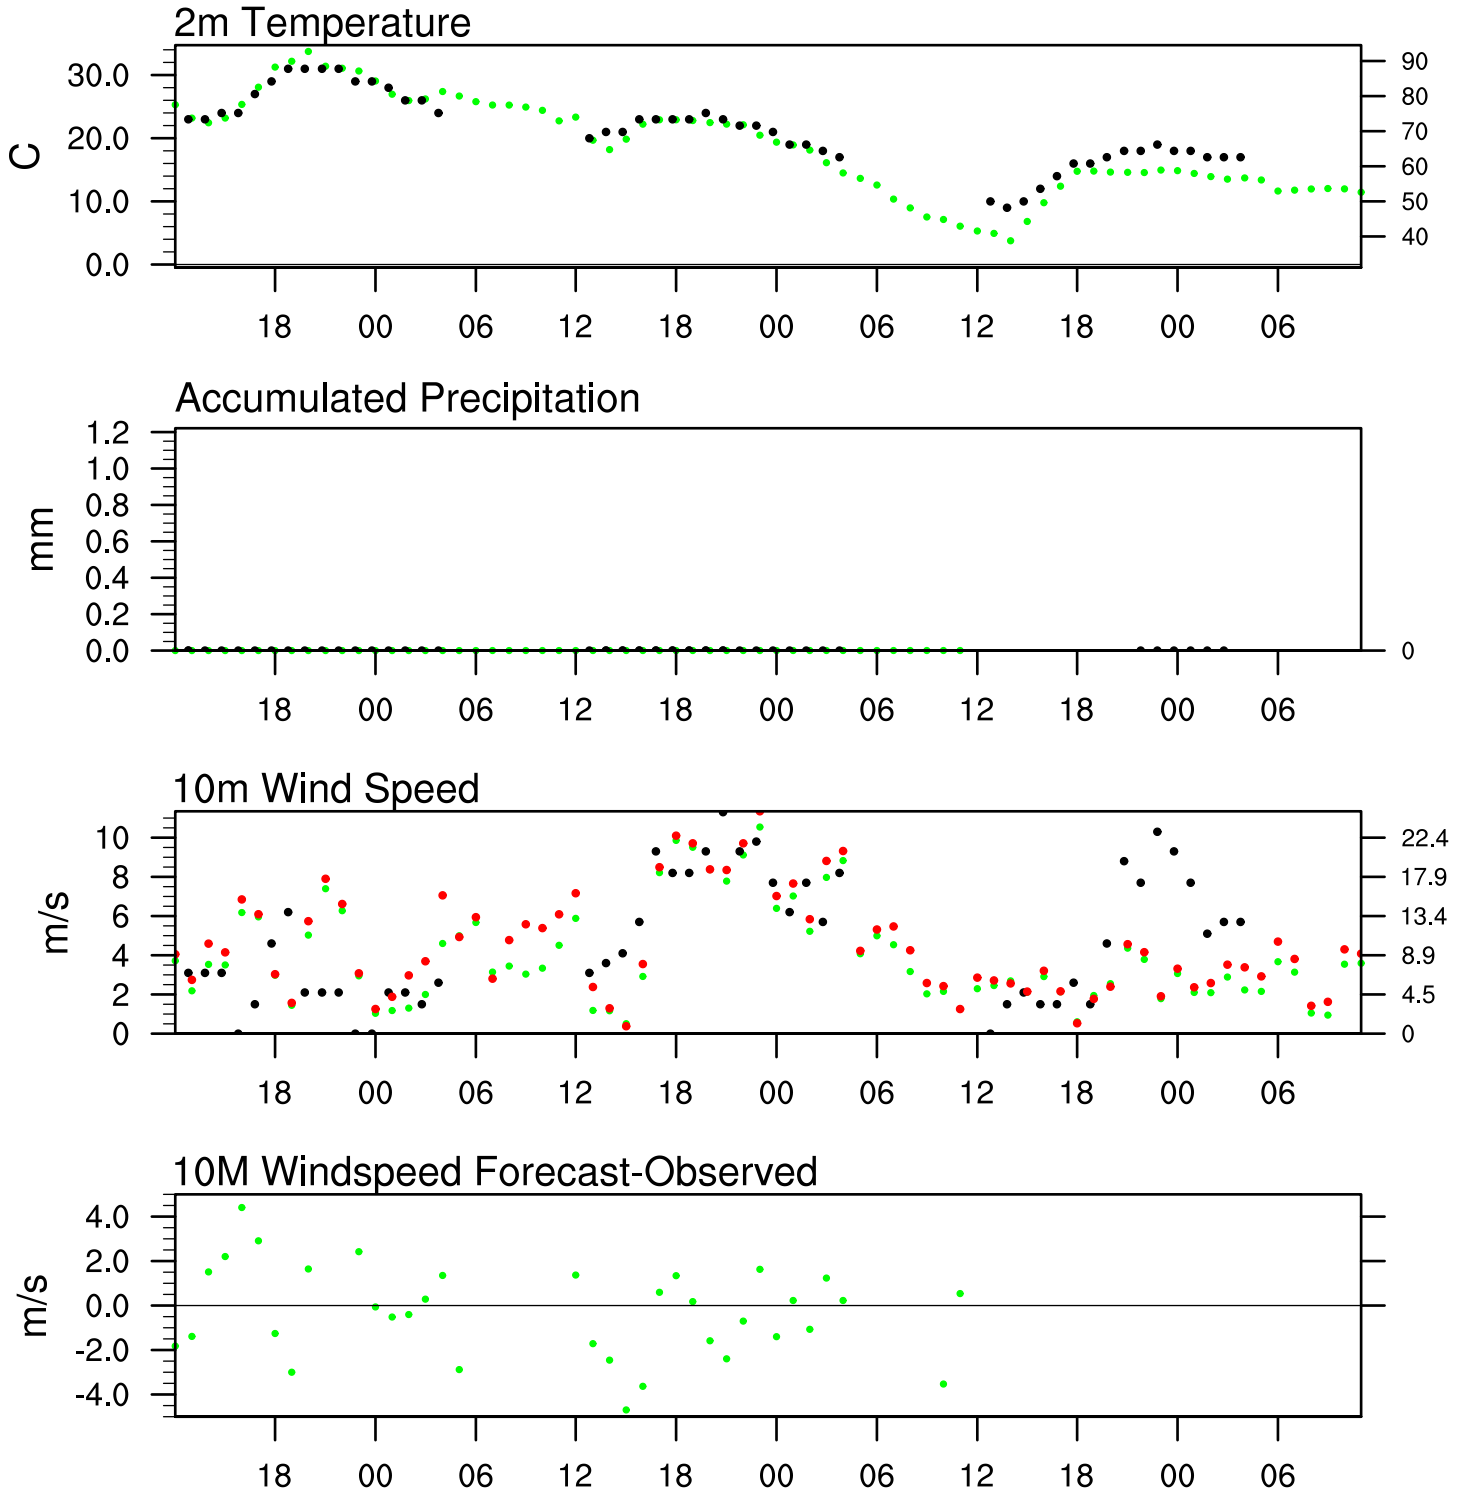 2m Temperature
30.0
20.0
10.0
0.0
C
90
80
70
60
50
40
18 00 06 12 18 00 06 12 18 00 06
Accumulated Precipitation
1.2
1.0
0.8
0.6
0.4
0.2
0.0
mm
0
18 00 06 12 18 00 06 12 18 00 06
10m Wind Speed
10
8
6
4
2
0
m/s
22.4
17.9
13.4
8.9
4.5
0
18 00 06 12 18 00 06 12 18 00 06
10M Windspeed Forecast-Observed
4.0
2.0
0.0
-2.0
-4.0
m/s
18 00 06 12 18 00 06 12 18 00 06